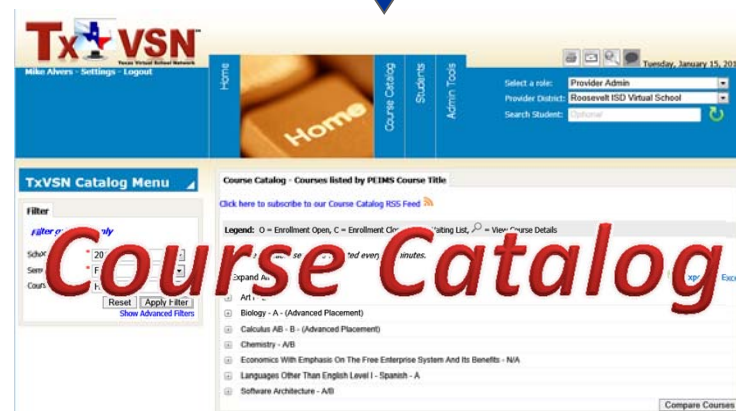 TxVSN
Texas Virtual School Network
Mike Alvers - Settings - Logout
Home
Home
Course Catalog
Students
Admin Tools
Tuesday, January 15, 201
Select a role: Provider Admin
Provider District: Roosevelt ISD Virtual School
Search Student: Optional
TxVSN Catalog Menu
Filter
Reset Apply Filter
Show Advanced Filters
Course Catalog - Courses listed by PEIMS Course Title
Click here to subscribe to our Course Catalog RSS Feed
Legend: O = Enrollment Open, C = Enrollment Waiting List, = View Course Details
Course Catalog
Expand
Biology - A - (Advanced Placement)
Calculus AB - B - (Advanced Placement)
Chemistry - A/B
Economics With Emphasis On The Free Enterprise System And Its Benefits - N/A
Languages Other Than English Level I - Spanish - A
Software Architecture - A/B
Compare Courses